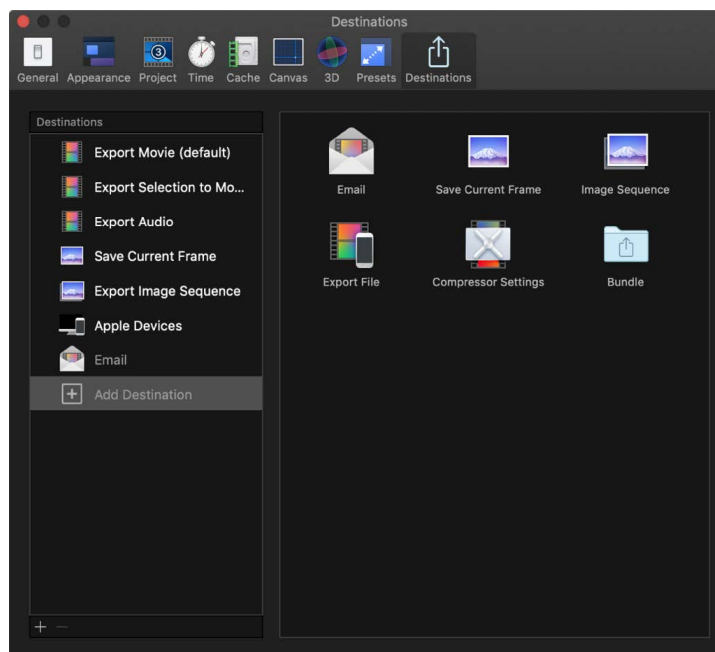 Destinations
General Appearance Project Time Cache Canvas 3D Presets Destinations
Destinations
Export Movie (default)
Export Selection to Mo...
Export Audio
Save Current Frame
Export Image Sequence
Apple Devices
Email
Add Destination
Email Save Current Frame Image Sequence
Export File Compressor Settings Bundle